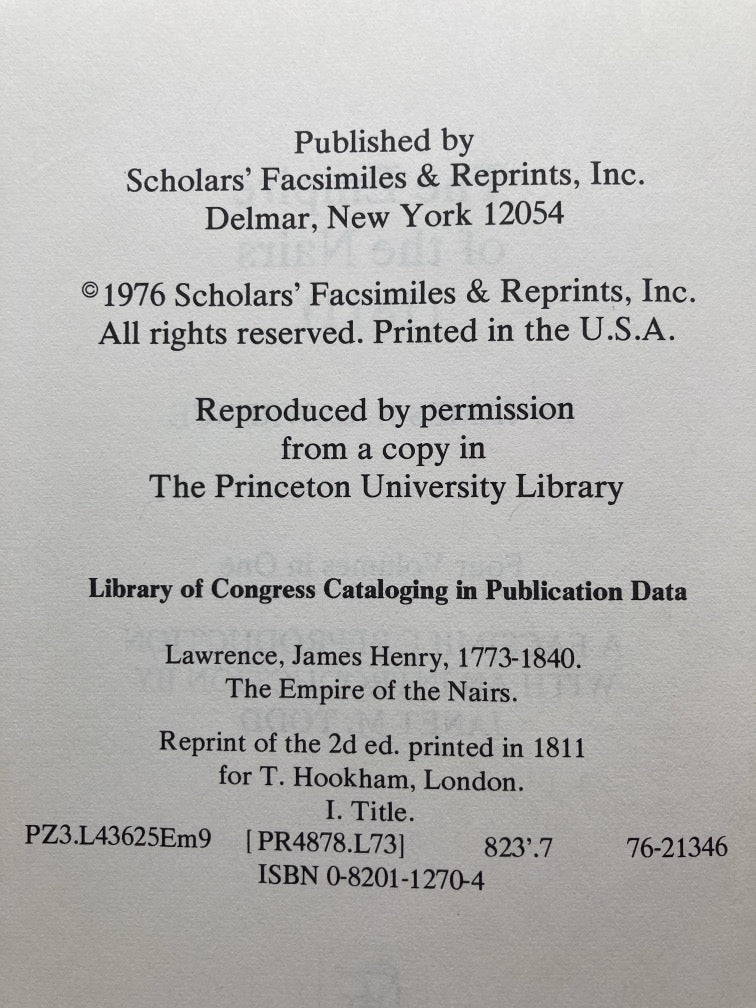 Published by
Scholars' Facsimiles & Reprints, Inc.
Delmar, New York 12054
©1976 Scholars' Facsimiles & Reprints, Inc.
All rights reserved. Printed in the U.S.A.
Reproduced by permission
from a copy in
The Princeton University Library
Library of Congress Cataloging in Publication Data
Lawrence, James Henry, 1773-1840.
The Empire of the Nairs.
Reprint of the 2d ed. printed in 1811
for T. Hookham, London.
I. Title.
PZ3.L43625Em9 [PR4878.L73] 823'.7 76-21346
ISBN 0-8201-1270-4